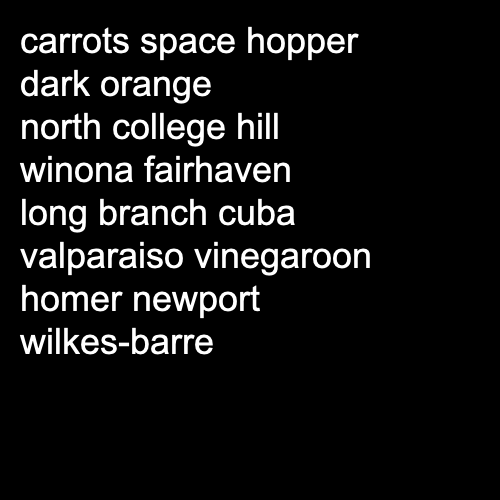 carrots space hopper
dark orange
north college hill
winona fairhaven
long branch cuba
valparaiso vinegaroon
homer newport
wilkes-barre